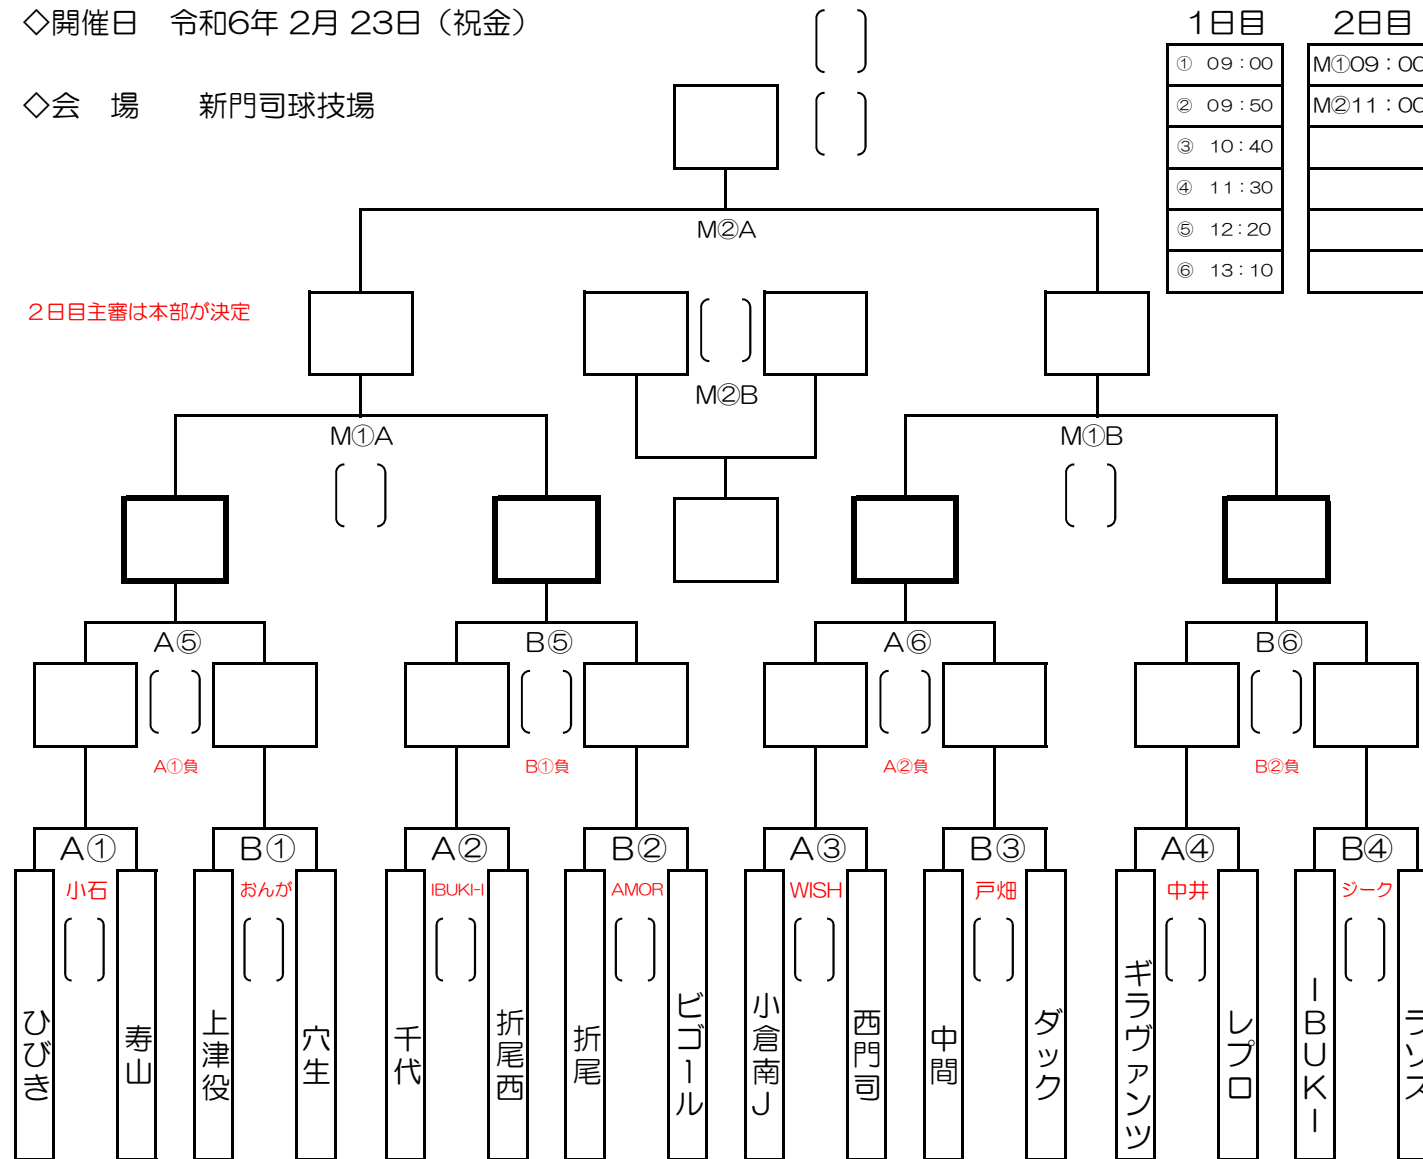 ◇開催日　令和6年 2月 23日（祝金）
1日目
2日目
① 09：00
M①09：00
◇会　場　　新門司球技場
② 09：50
M②11：00
③ 10：40
④ 11：30
M②A
⑤ 12：20
⑥ 13：10
２日目主審は本部が決定
M②B
M①A
M①B
A⑤
B⑤
A⑥
B⑥
A①負
B①負
A②負
B②負
A①
B①
A②
B②
A③
B③
A④
B④
小石
おんが
IBUKI-I
AMOR
WISH
戸畑
中井
ジーク
ひびき
寿山
上津役
穴生
千代
折尾西
折尾
ビゴール
小倉南J
西門司
中間
ダック
ギラヴァンツ
レプロ
IBUKI
ラソス